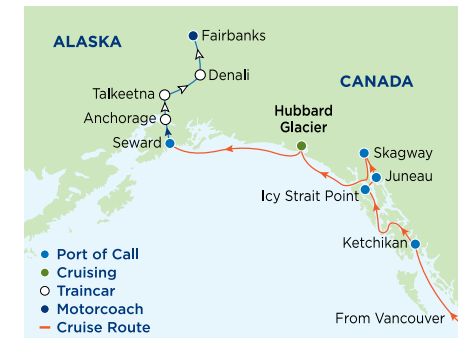 ALASKA
Fairbanks
Denali
CANADA
Talkeetna
Hubbard
Glacier
Anchorage
Seward
Skagway
Juneau
Icy Strait Point
Ketchikan
Port of Call
Cruising
Traincar
Motorcoach
Cruise Route
From Vancouver